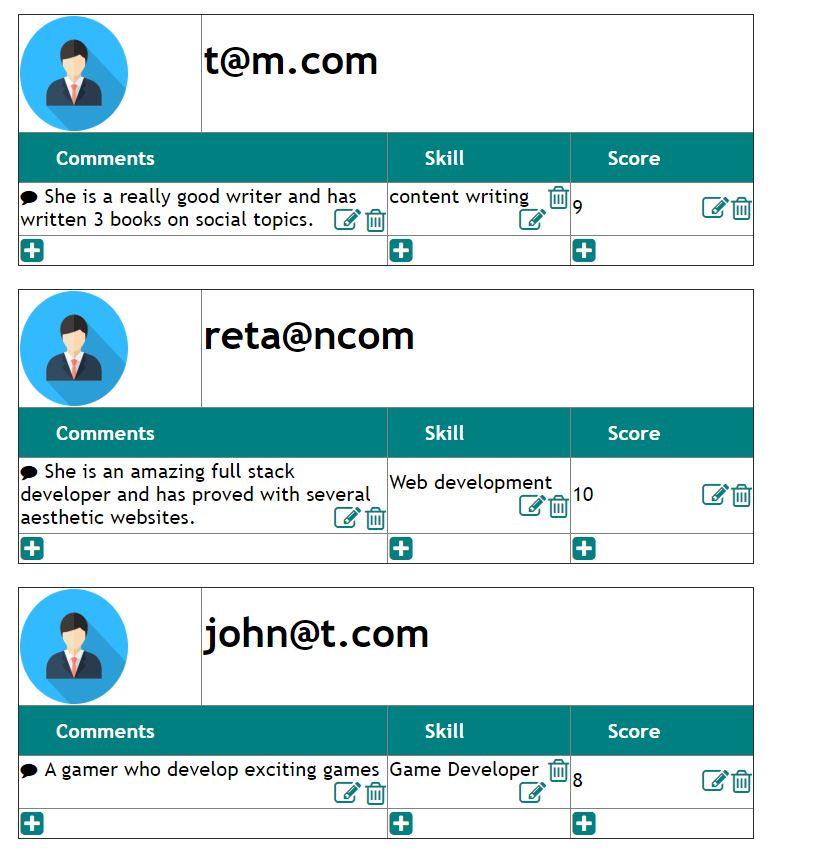 t@m.com
Comments Skill Score
She is a really good writer and has
written 3 books on social topics.
content writing
9
reta@ncom
Comments Skill Score
She is an amazing full stack
developer and has proved with several
aesthetic websites.
Web development
10
john@t.com
Comments Skill Score
A gamer who develop exciting games
Game Developer
8